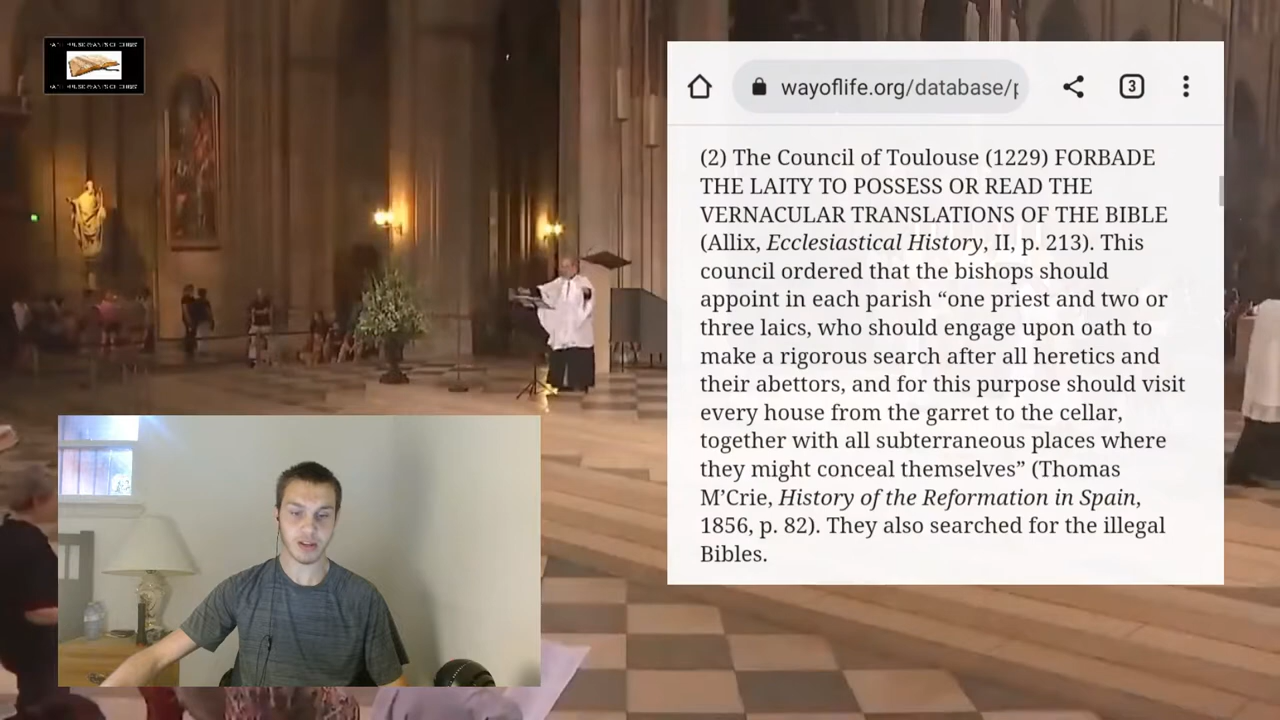 wayoflife.org/database/p
3
(2) The Council of Toulouse (1229) FORBADE
THE LAITY TO POSSESS OR READ THE
VERNACULAR TRANSLATIONS OF THE BIBLE
(Allix, Ecclesiastical History, II, p. 213). This
council ordered that the bishops should
appoint in each parish “one priest and two or
three laics, who should engage upon oath to
make a rigorous search after all heretics and
their abettors, and for this purpose should visit
every house from the garret to the cellar,
together with all subterraneous places where
they might conceal themselves” (Thomas
M’Crie, History of the Reformation in Spain,
1856, p. 82). They also searched for the illegal
Bibles.